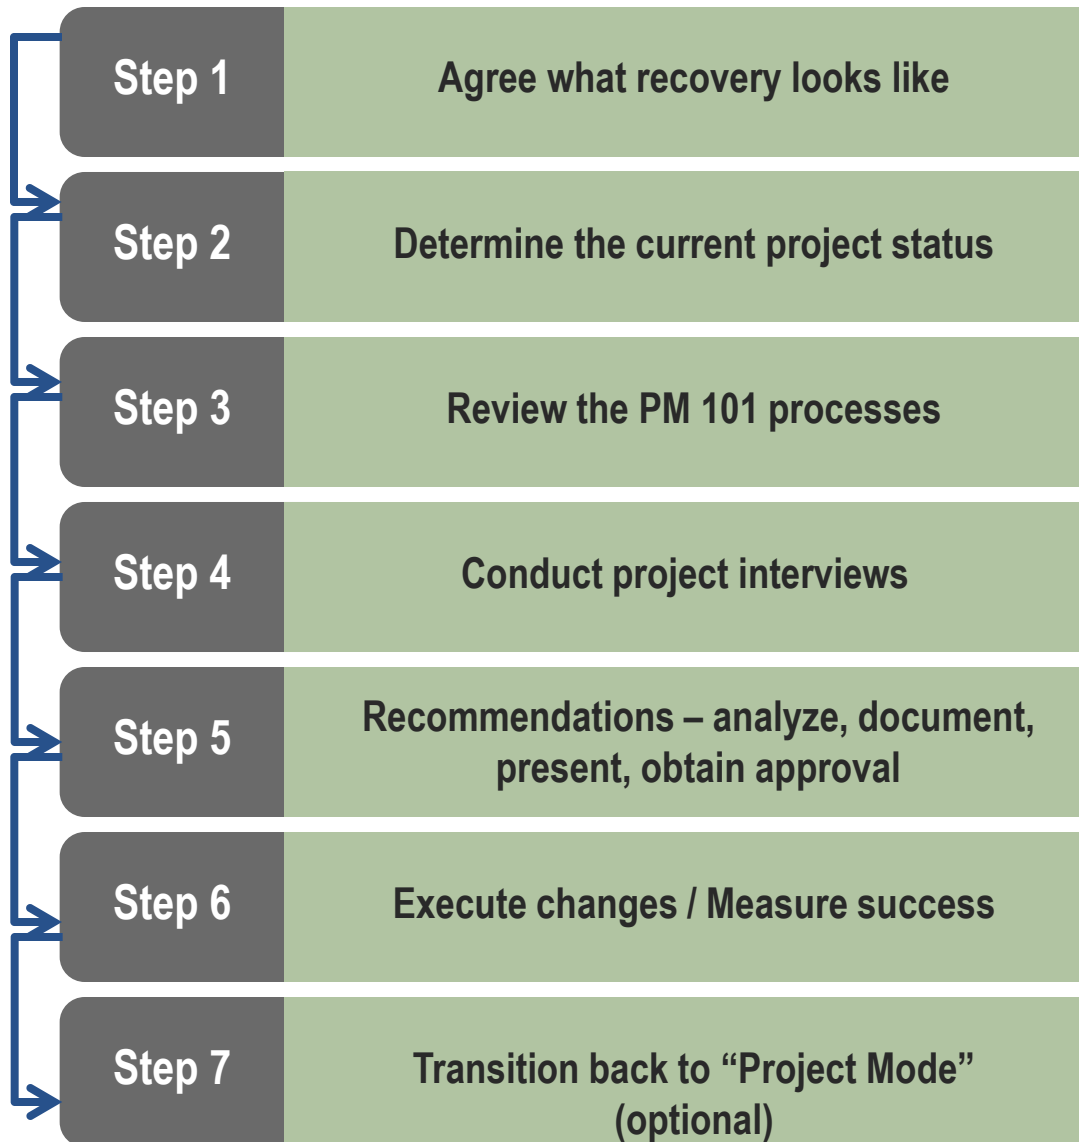 Step 1
Agree what recovery looks like
Step 2
Determine the current project status
Step 3
Review the PM 101 processes
Step 4
Conduct project interviews
Step 5
Recommendations – analyze, document,
present, obtain approval
Step 6
Execute changes / Measure success
Step 7
Transition back to “Project Mode”
(optional)